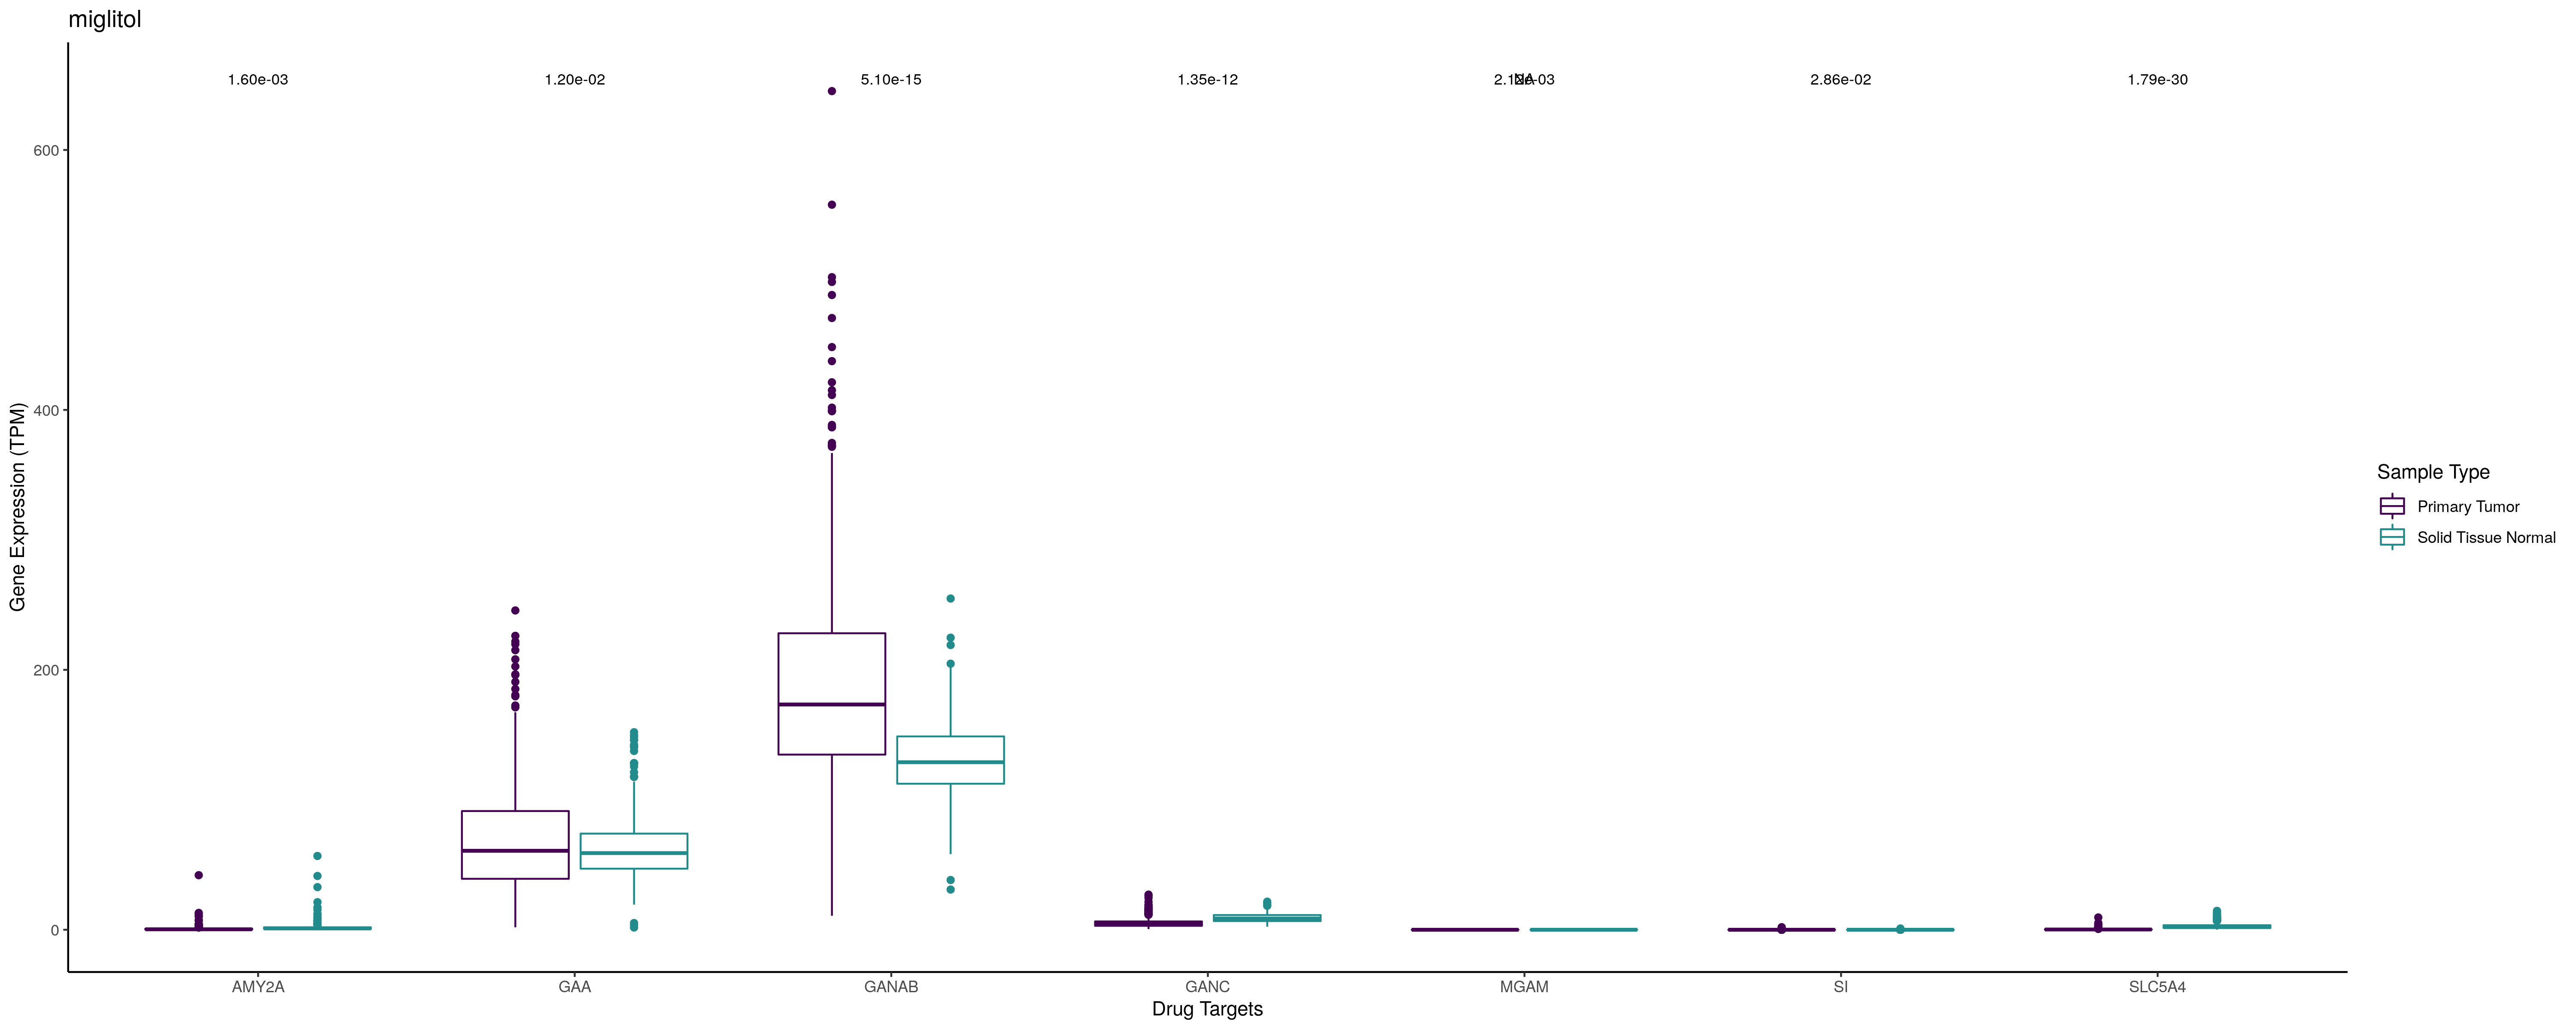 miglitol
1.60e-03
1.20e-02
5.10e-15
1.35e-12
NA
2.86e-02
1.79e-30
600
400
200
0
Gene Expression (TPM)
AMY2A
GAA
GANAB
GANC
MGAM
SI
SLC5A4
Drug Targets
Sample Type
Primary Tumor
Solid Tissue Normal